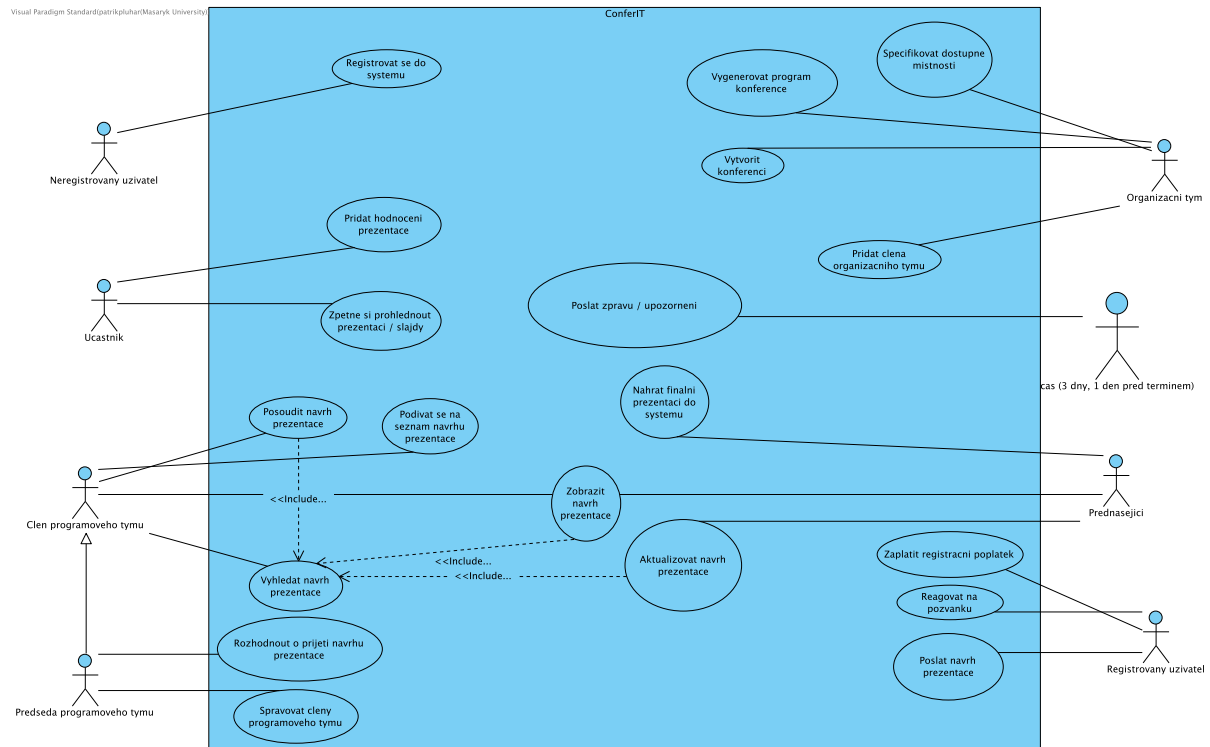 Visual Paradigm Standard(patrikpluhar(Masaryk University)
ConferIT
Registrovat se do
systemu
Vygenerovat program
konference
Specifikovat dostupne
mistnosti
Neregistrovany uzivatel
Vytvorit
konferenci
Organizacni tym
Pridat hodnoceni
prezentace
Pridat clena
organizacniho tymu
Zpetne si prohlednout
prezentaci / slajdy
Poslat zpravu / upozorneni
Ucastnik
cas (3 dny, 1 den pred terminem)
Posoudit navrh
prezentace
Podivat se na
seznam navrhu
prezentace
Nahrat finalni
prezentaci do
systemu
<<Include...
Zobrazit
navrh
prezentace
Clen programoveho tymu
Prednasejici
<<Include...
<<Include...
Aktualizovat navrh
prezentace
Zaplatit registracni poplatek
Vyhledat navrh
prezentace
Reagovat na
pozvanku
Rozhodnout o prijeti navrhu
prezentace
Poslat navrh
prezentace
Registrovany uzivatel
Predseda programoveho tymu
Spravovat cleny
programoveho tymu